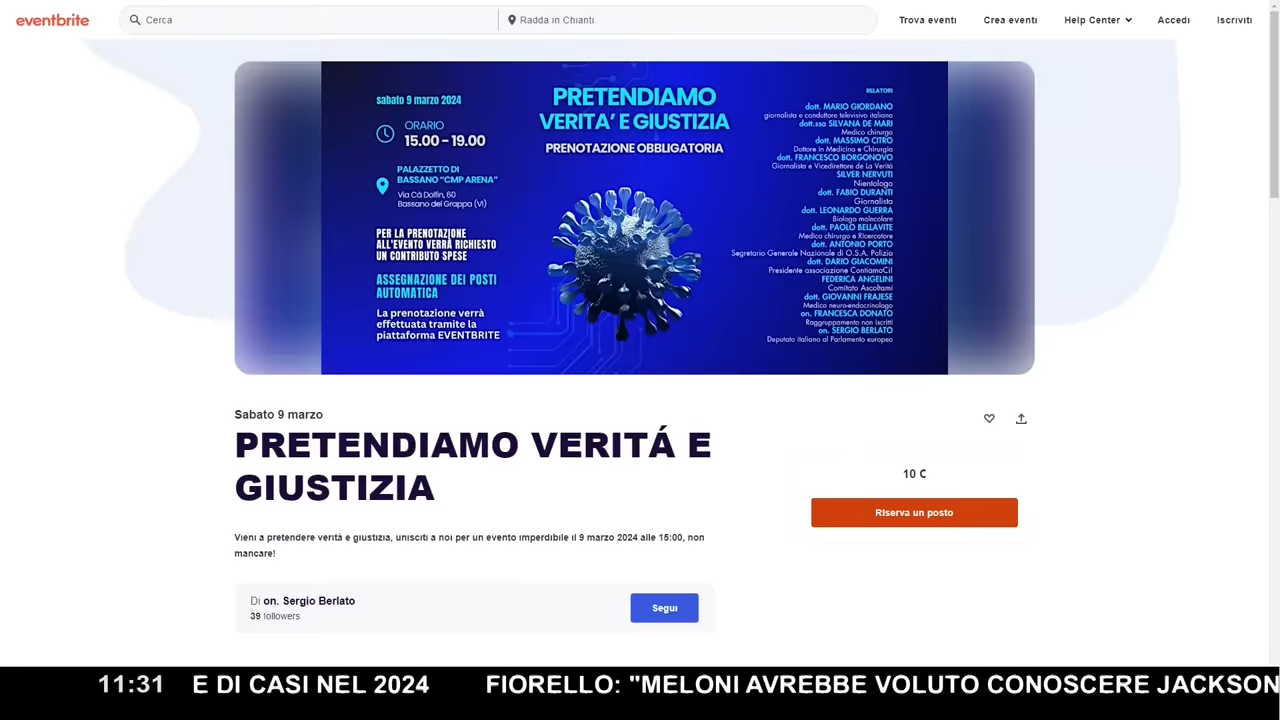 eventbrite
Cerca
Radda in Chianti
Trova eventi
Crea eventi
Help Center
Accedi
Iscriviti
sabato 9 marzo 2024
ORARIO
15.00 - 19.00
PALAZZETTO DI
BASSANO "CMP ARENA"
Via Cà Dolfin, 60
Bassano del Grappa (VI)
PER LA PRENOTAZIONE
ALL'EVENTO VERRÀ RICHIESTO
UN CONTRIBUTO SPESE
ASSEGNAZIONE DEI POSTI
AUTOMATICA
La prenotazione verrà
effettuata tramite la
piattaforma EVENTBRITE
PRETENDIAMO
VERITA' E GIUSTIZIA
PRENOTAZIONE OBBLIGATORIA
RELATORI
dott. MARIO GIORDANO
giornalista e conduttore televisivo italiano
dott.ssa SILVANA DE MARI
Medico chirurgo
dott. MASSIMO CITRO
Dottore in Medicina e Chirurgia
dott. FRANCESCO BORGONOVO
Giornalista e Vicedirettore de La Verità
SILVER NERVUTI
Nientologo
dott. FABIO DURANTI
Giornalista
dott. LEONARDO GUERRA
Biologo molecolare
dott. PAOLO BELLAVITE
Medico chirurgo e Ricercatore
dott. ANTONIO PORTO
Segretario Generale Nazionale di O.S.A. Polizia
dott. DARIO GIACOMINI
Presidente associazione ContiamoCi!
FEDERICA ANGELINI
Comitato Ascoltami
dott. GIOVANNI FRAJESE
Medico neuro-endocrinologo
on. FRANCESCA DONATO
Raggruppamento non iscritti
on. SERGIO BERLATO
Deputato italiano al Parlamento europeo
Sabato 9 marzo
PRETENDIAMO VERITÁ E
GIUSTIZIA
Vieni a pretendere verità e giustizia, unisciti a noi per un evento imperdibile il 9 marzo 2024 alle 15:00, non
mancare!
Di on. Sergio Berlato
39 followers
Segui
10 €
Riserva un posto
11:31 E DI CASI NEL 2024 FIORELLO: "MELONI AVREBBE VOLUTO CONOSCERE JACKSON